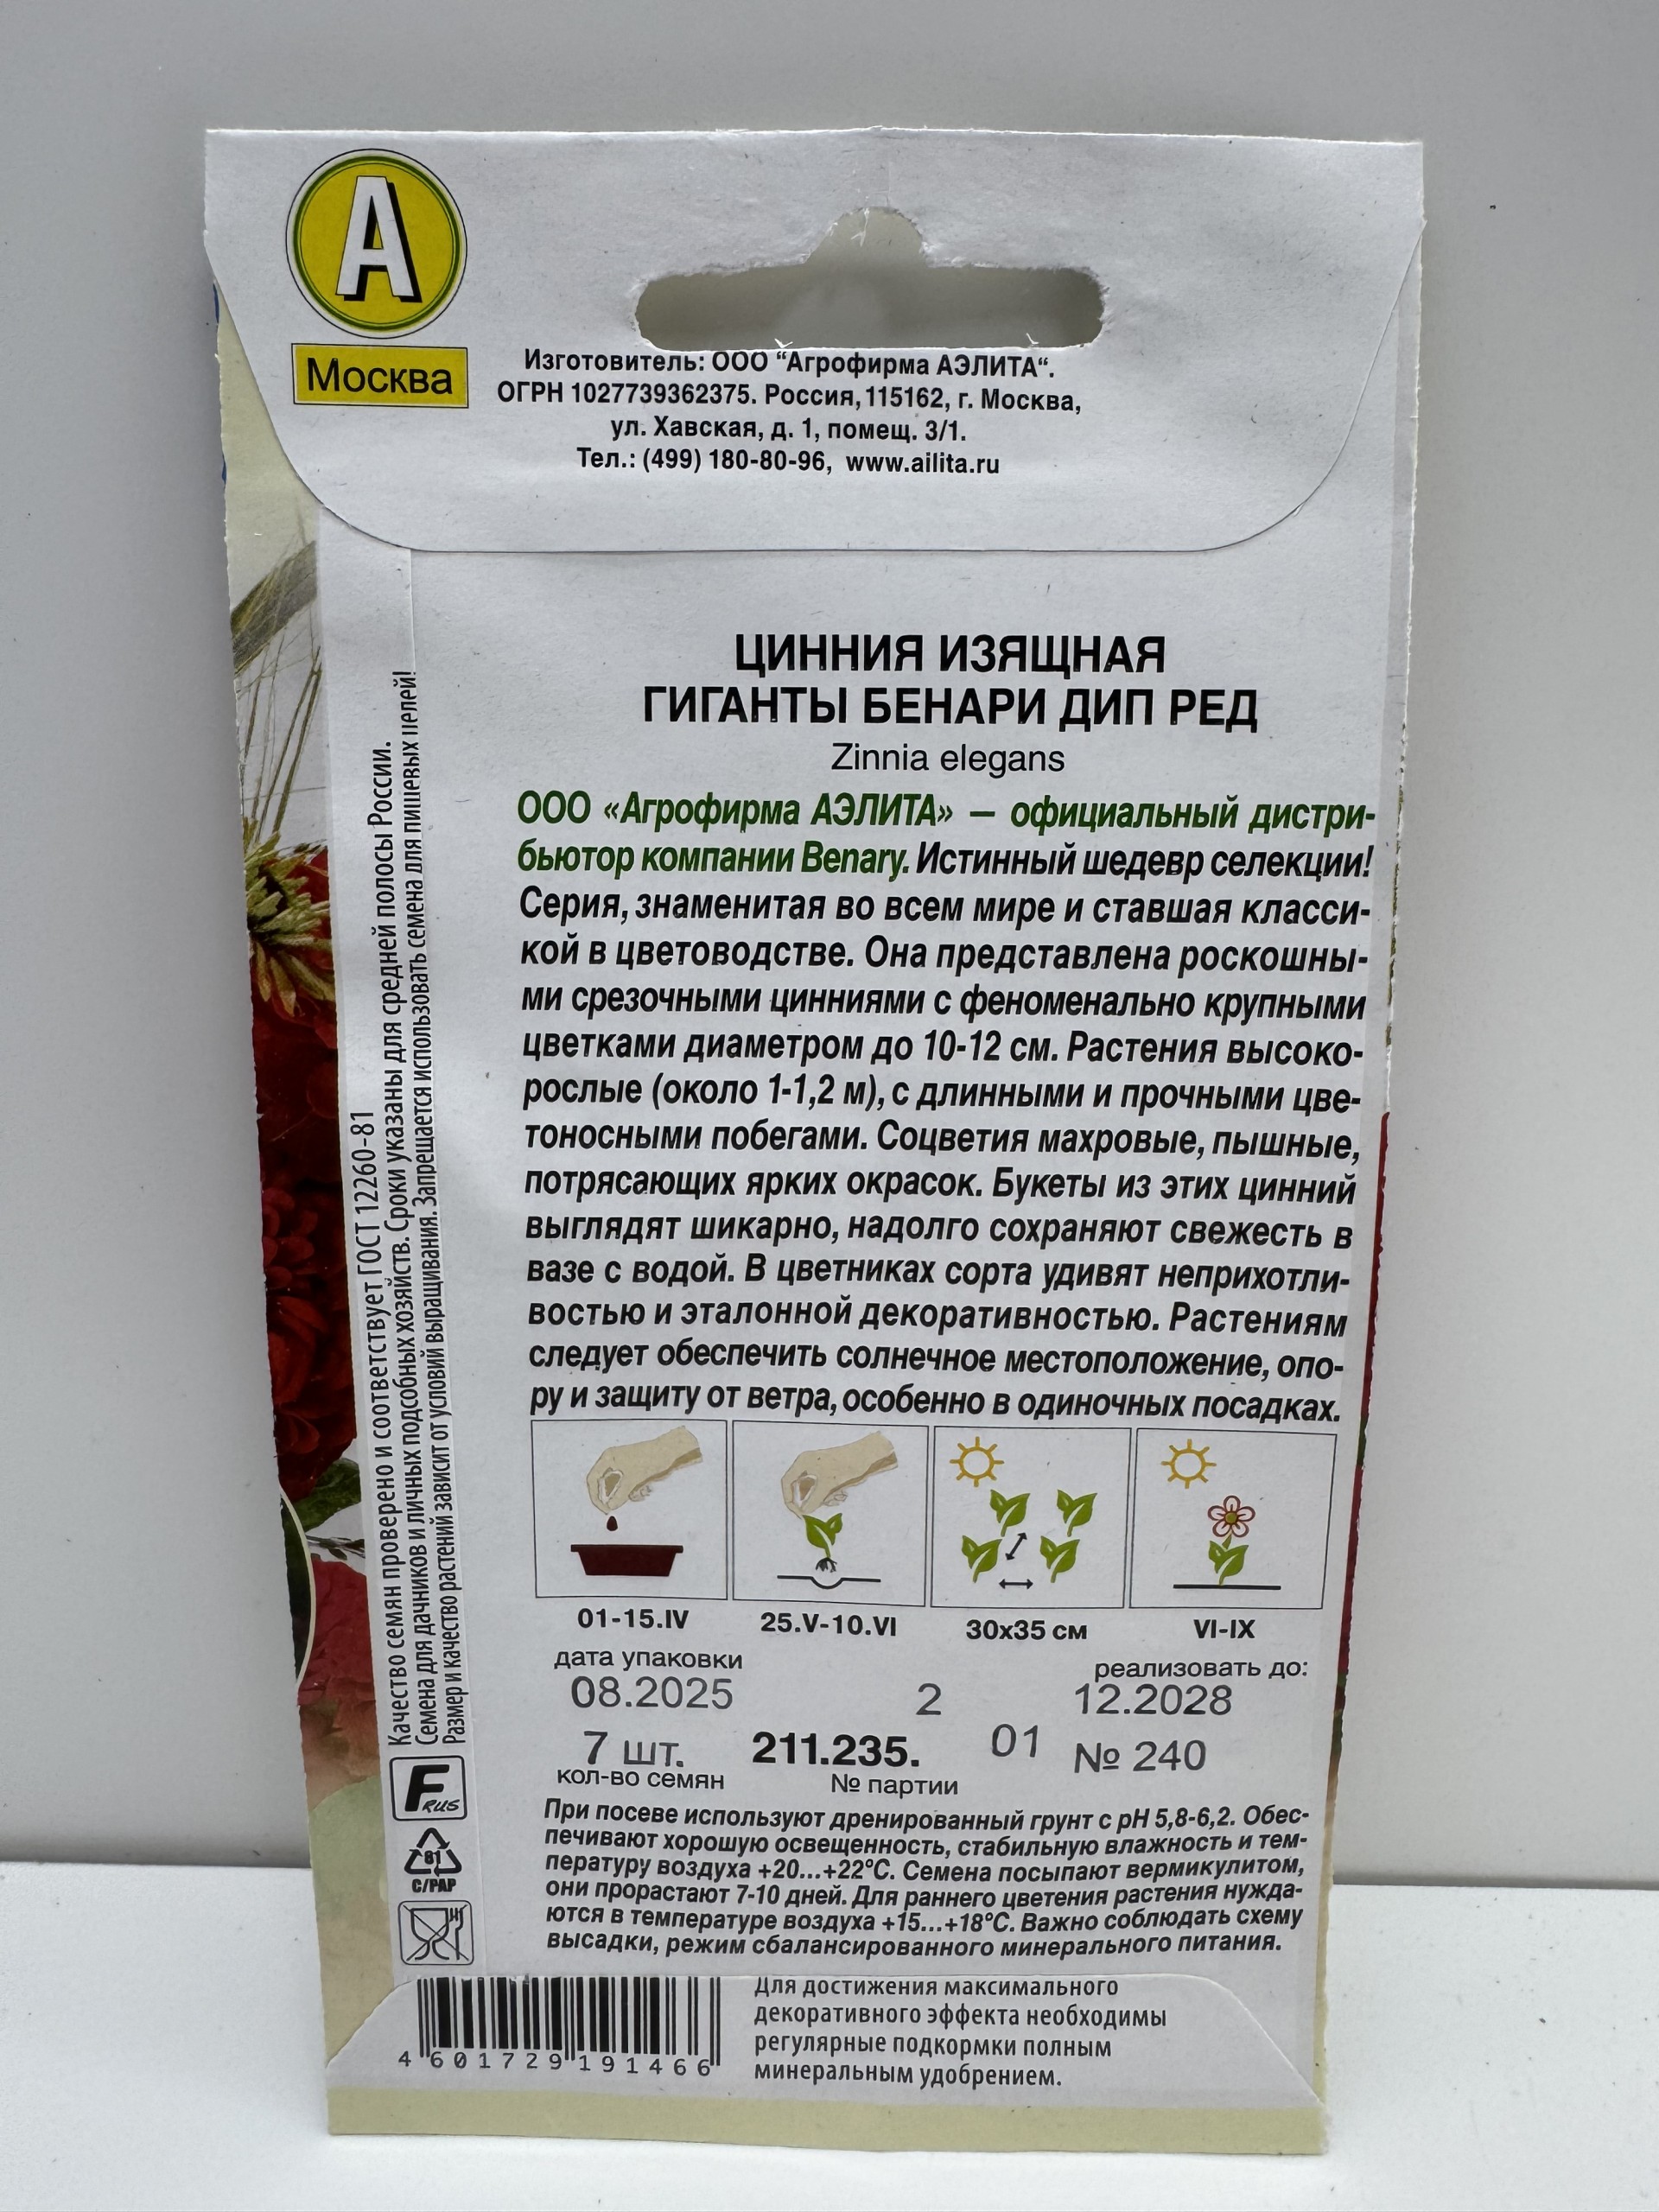 А
Москва
Изготовитель: ООО “Агрофирма АЭЛИТА“.
ОГРН 1027739362375. Россия, 115162, г. Москва,
ул. Хавская, д. 1, помещ. 3/1.
Тел.: (499) 180-80-96, www.ailita.ru
ЦИННИЯ ИЗЯЩНАЯ
ГИГАНТЫ БЕНАРИ ДИП РЕД
Zinnia elegans
ООО «Агрофирма АЭЛИТА» — официальный дистри-
бьютор компании Benary. Истинный шедевр селекции!
Серия, знаменитая во всем мире и ставшая класси-
кой в цветоводстве. Она представлена роскошны-
ми срезочными цинниями с феноменально крупными
цветками диаметром до 10-12 см. Растения высоко-
рослые (около 1-1,2 м), с длинными и прочными цве-
тоносными побегами. Соцветия махровые, пышные,
потрясающих ярких окрасок. Букеты из этих цинний
выглядят шикарно, надолго сохраняют свежесть в
вазе с водой. В цветниках сорта удивят неприхотли-
востью и эталонной декоративностью. Растениям
следует обеспечить солнечное местоположение, опо-
ру и защиту от ветра, особенно в одиночных посадках.
01-15.IV 25.V-10.VI 30х35 см VI-IX
дата упаковки реализовать до:
08.2025 2 12.2028
7 шт. 211.235. 01 № 240
кол-во семян № партии
При посеве используют дренированный грунт с pH 5,8-6,2. Обес-
печивают хорошую освещенность, стабильную влажность и тем-
пературу воздуха +20...+22°С. Семена посыпают вермикулитом,
они прорастают 7-10 дней. Для раннего цветения растения нужда-
ются в температуре воздуха +15...+18°С. Важно соблюдать схему
высадки, режим сбалансированного минерального питания.
Для достижения максимального
декоративного эффекта необходимы
регулярные подкормки полным
минеральным удобрением.
4 601729 191466
Качество семян проверено и соответствует ГОСТ 12260-81
Семена для дачников и личных подсобных хозяйств. Сроки указаны для средней полосы России.
Размер и качество растений зависит от условий выращивания. Запрещается использовать семена для пищевых целей!
F RUS
81
C/PAP